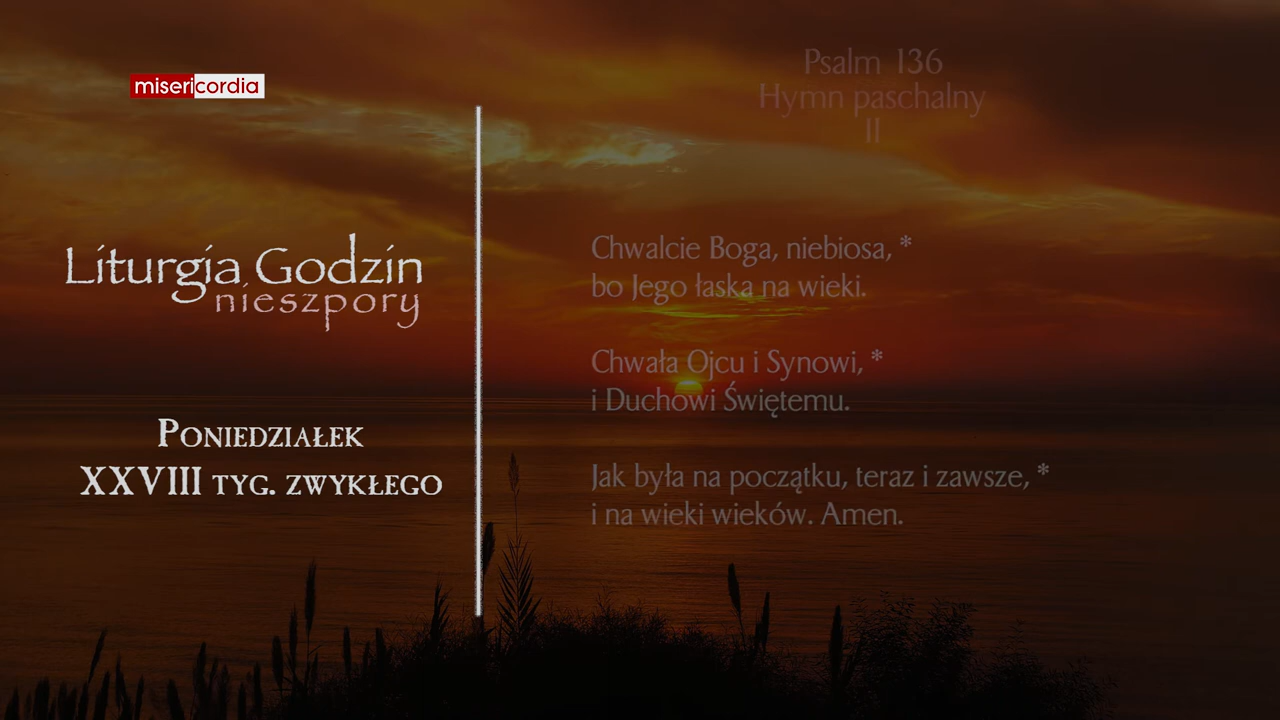 misericordia
Liturgia Godzin
nieszpory
Poniedziałek
XXVIII tyg. zwykłego
Psalm 136
Hymn paschalny
II
Chwalcie Boga, niebiosa, *
bo Jego łaska na wieki.
Chwała Ojcu i Synowi, *
i Duchowi Świętemu.
Jak była na początku, teraz i zawsze, *
i na wieki wieków. Amen.